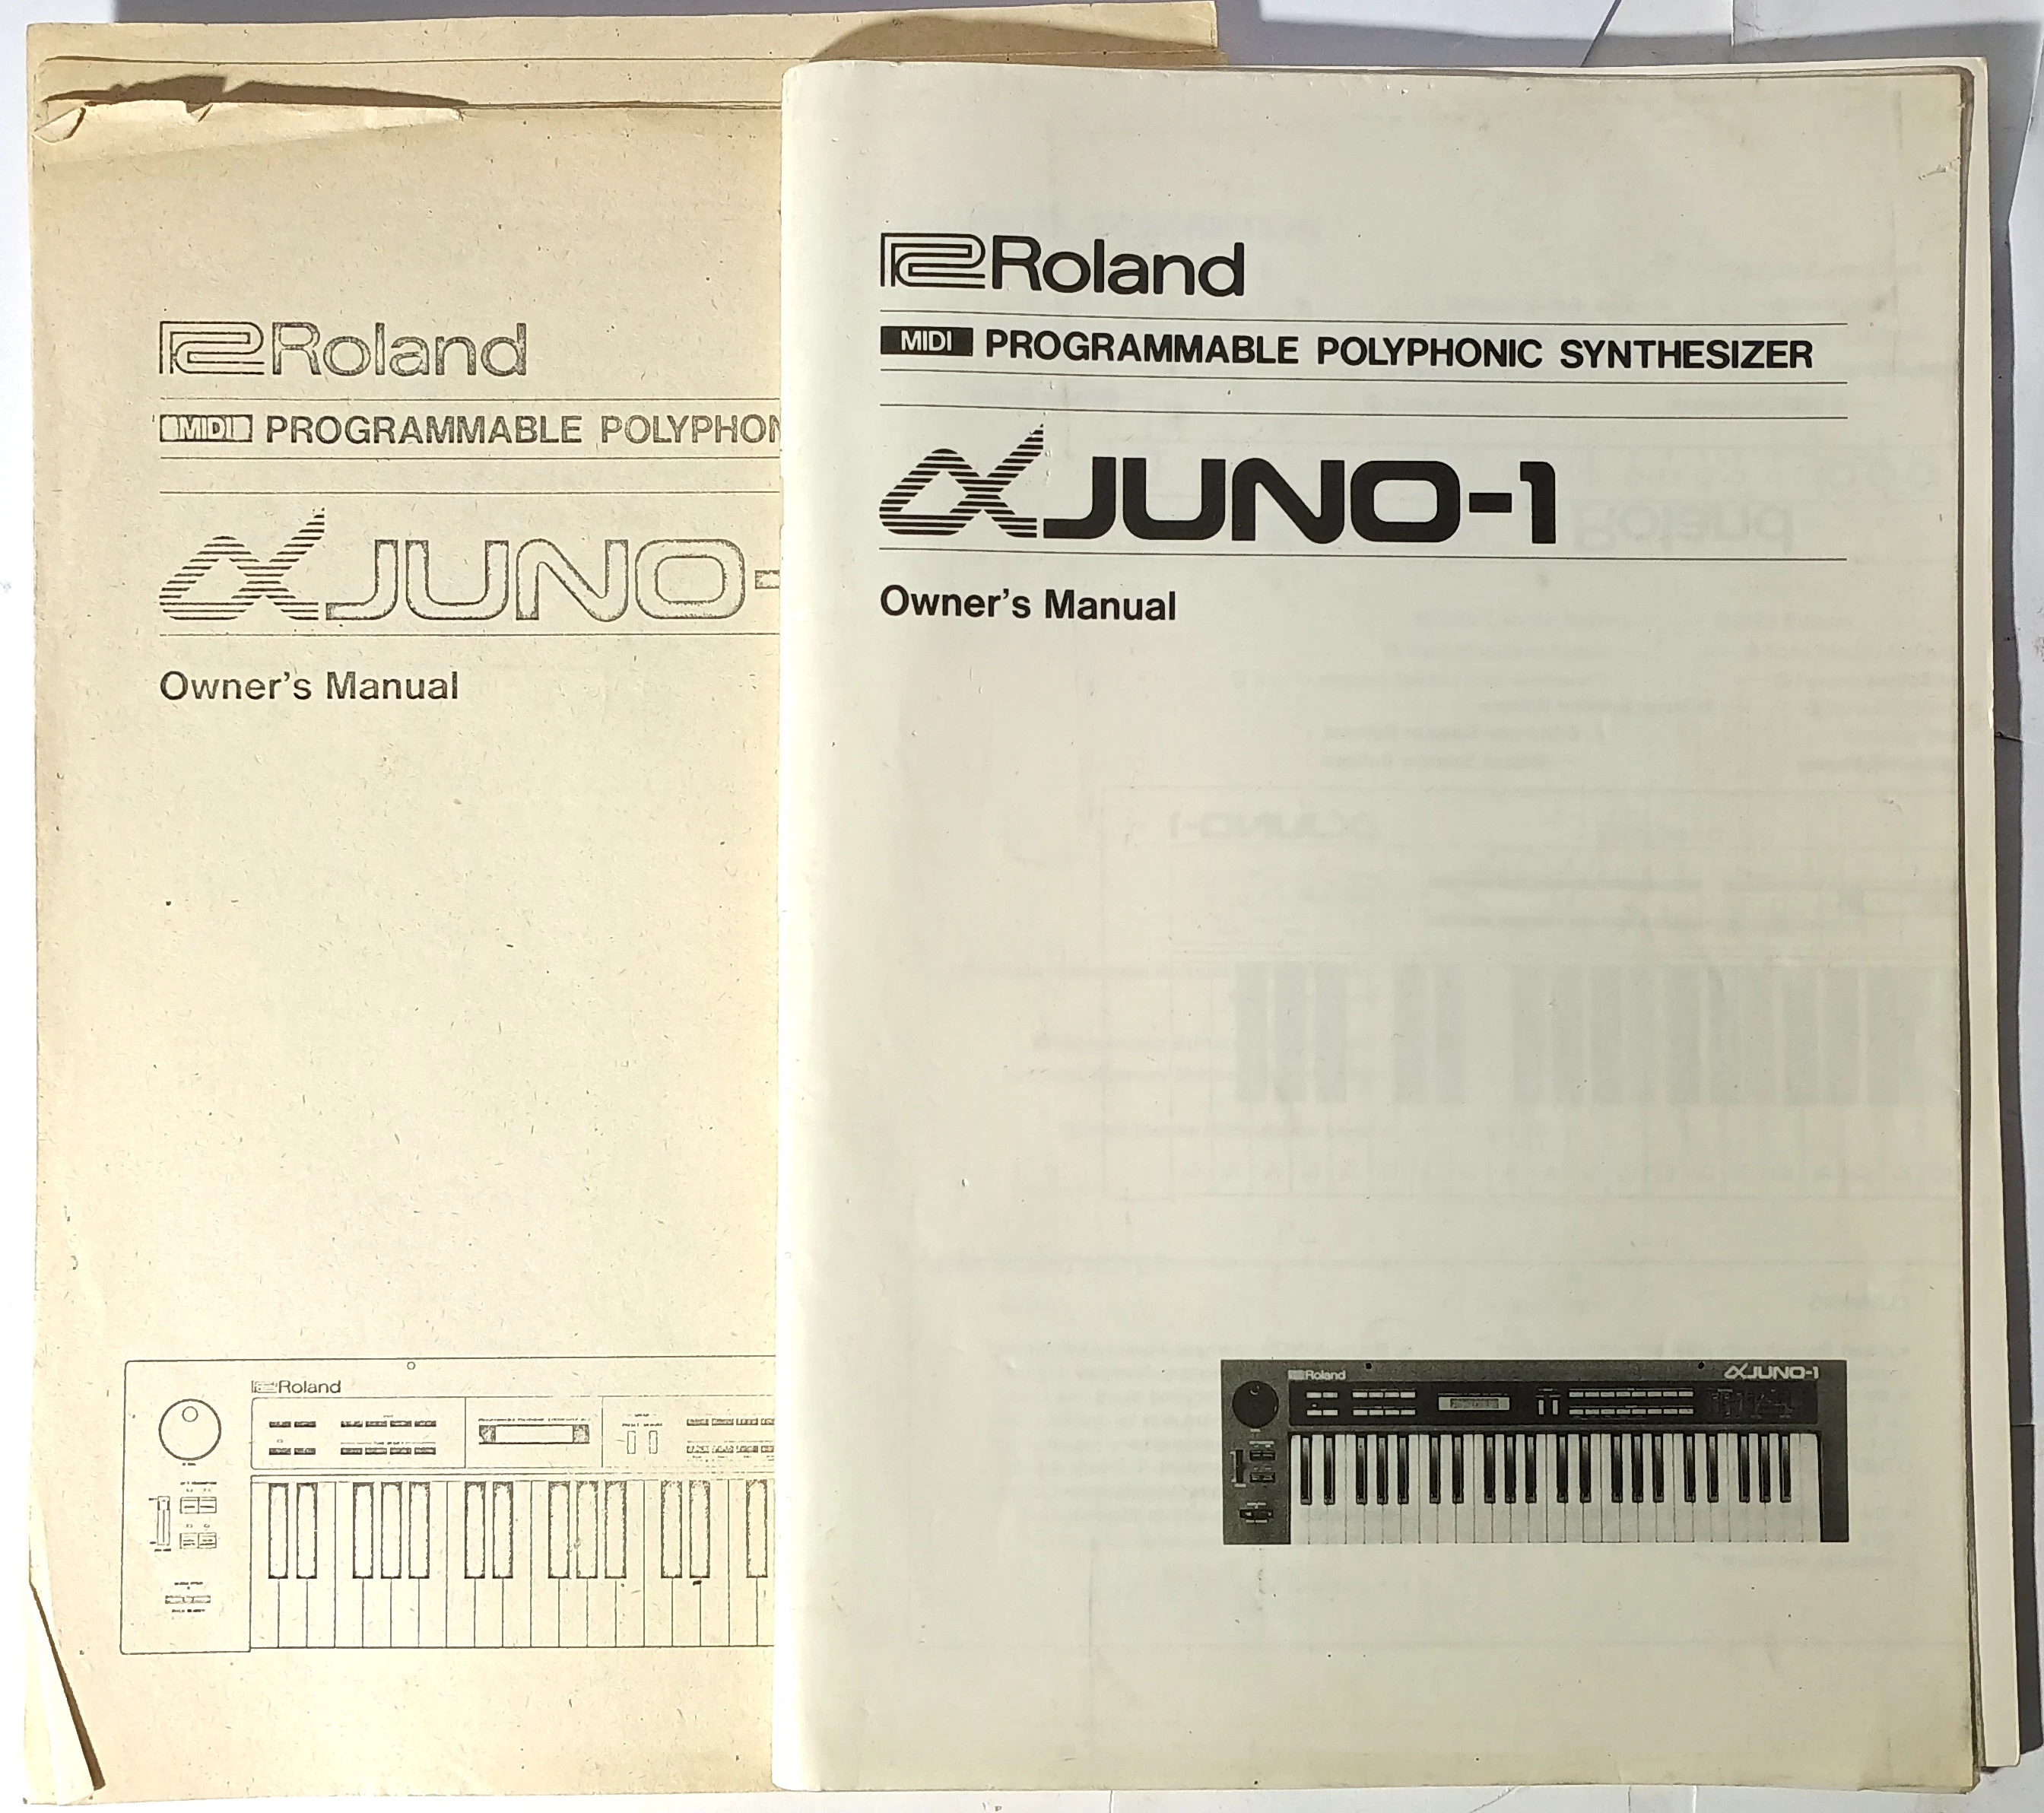 Roland
MIDI PROGRAMMABLE POLYPHON
α JUNO-
Owner's Manual
Roland
Roland
MIDI PROGRAMMABLE POLYPHONIC SYNTHESIZER
α JUNO-1
Owner's Manual
Roland
α JUNO-1